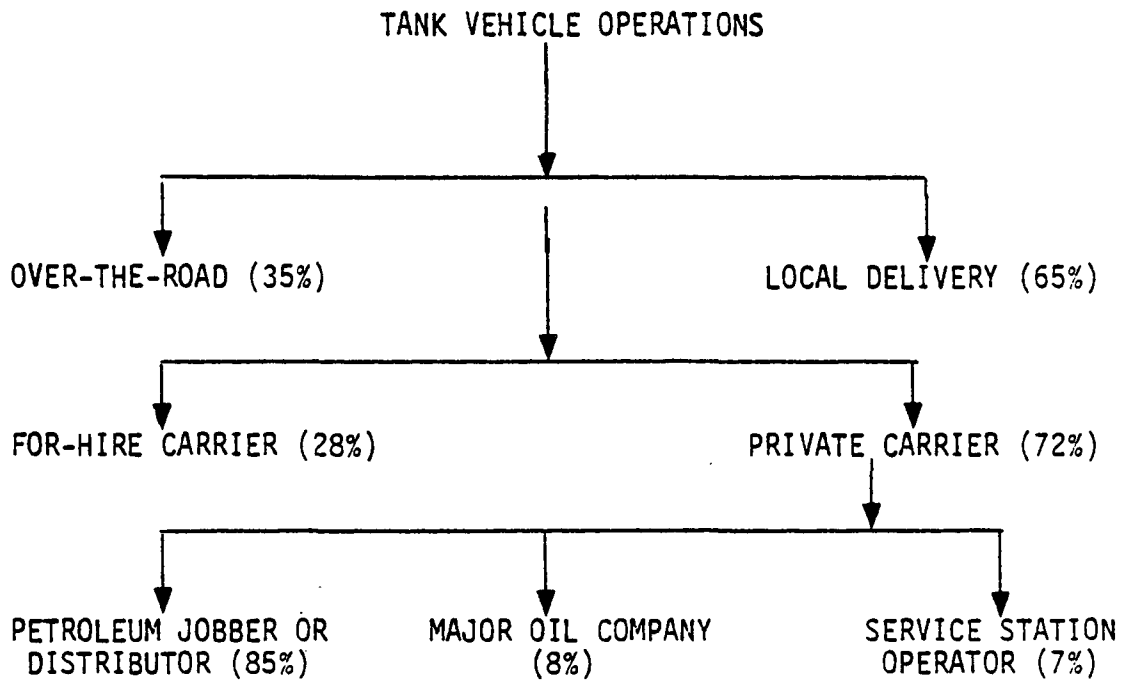 TANK VEHICLE OPERATIONS
OVER-THE-ROAD (35%)
LOCAL DELIVERY (65%)
FOR-HIRE CARRIER (28%)
PRIVATE CARRIER (72%)
PETROLEUM JOBBER OR
DISTRIBUTOR (85%)
MAJOR OIL COMPANY
(8%)
SERVICE STATION
OPERATOR (7%)